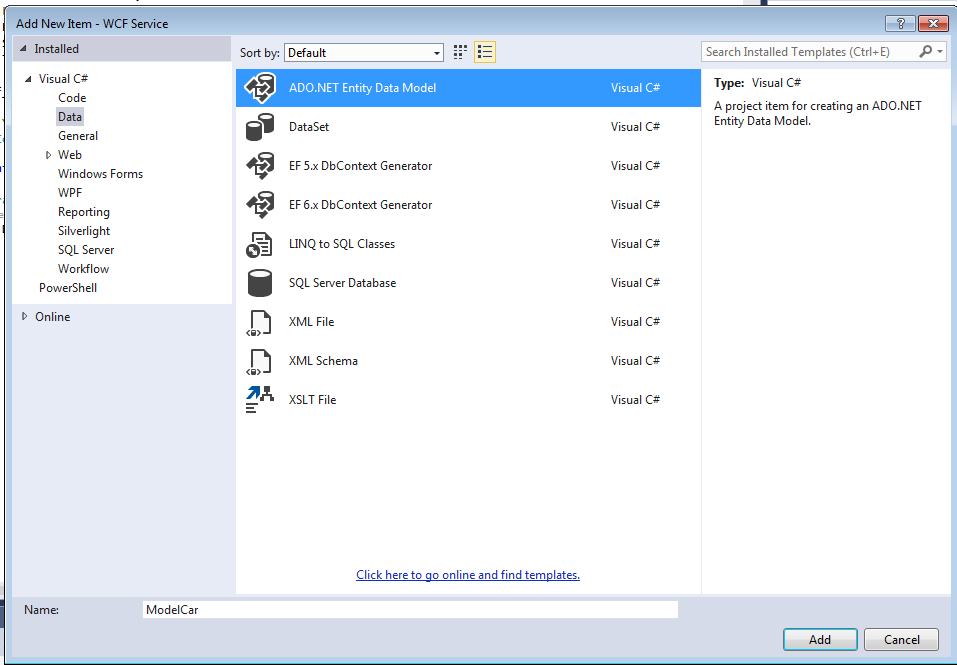 Add New Item - WCF Service
Installed
Sort by: Default
Search Installed Templates (Ctrl+E)
Visual C#
Code
Data
General
Web
Windows Forms
WPF
Reporting
Silverlight
SQL Server
Workflow
PowerShell
Online
ADO.NET Entity Data Model Visual C#
DataSet Visual C#
EF 5.x DbContext Generator Visual C#
EF 6.x DbContext Generator Visual C#
LINQ to SQL Classes Visual C#
SQL Server Database Visual C#
XML File Visual C#
XML Schema Visual C#
XSLT File Visual C#
Click here to go online and find templates.
Type: Visual C#
A project item for creating an ADO.NET
Entity Data Model.
Name: ModelCar
Add Cancel